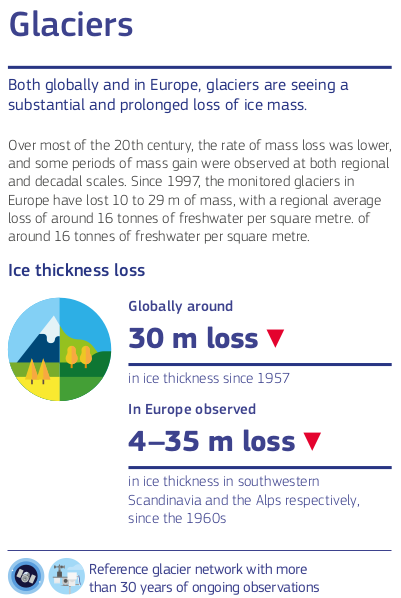 Glaciers
Both globally and in Europe, glaciers are seeing a
substantial and prolonged loss of ice mass.
Over most of the 20th century, the rate of mass loss was lower,
and some periods of mass gain were observed at both regional
and decadal scales. Since 1997, the monitored glaciers in
Europe have lost 10 to 29 m of mass, with a regional average
loss of around 16 tonnes of freshwater per square metre. of
around 16 tonnes of freshwater per square metre.
Ice thickness loss
Globally around
30 m loss
in ice thickness since 1957
In Europe observed
4–35 m loss
in ice thickness in southwestern
Scandinavia and the Alps respectively,
since the 1960s
Reference glacier network with more
than 30 years of ongoing observations